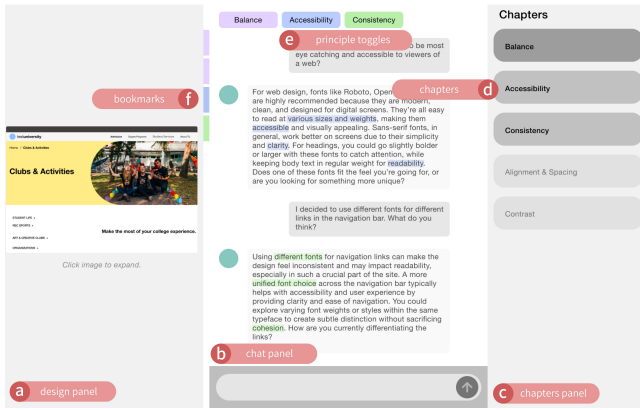 Balance
Accessibility
Consistency
e principle toggles
o be most
eye catching and accessible to viewers of
a web?
bookmarks f
For web design, fonts like Roboto, Open
are highly recommended because they are modern,
clean, and designed for digital screens. They're all easy
to read at various sizes and weights, making them
accessible and visually appealing. Sans-serif fonts, in
general, work better on screens due to their simplicity
and clarity. For headings, you could go slightly bolder
or larger with these fonts to catch attention, while
keeping body text in regular weight for readability.
Does one of these fonts fit the feel you're going for, or
are you looking for something more unique?
I decided to use different fonts for different
links in the navigation bar. What do you
think?
Using different fonts for navigation links can make the
design feel inconsistent and may impact readability,
especially in such a crucial part of the site. A more
unified font choice across the navigation bar typically
helps with accessibility and user experience by
providing clarity and ease of navigation. You could
explore varying font weights or styles within the same
typeface to create subtle distinction without sacrificing
cohesion. How are you currently differentiating the
links?
b chat panel
Home / Clubs & Activities
Clubs & Activities
STUDENT LIFE
REC SPORTS
ART & CREATIVE CLUBS
ORGANIZATIONS
Make the most of your college experience.
Click image to expand.
a design panel
Chapters
Balance
chapters d
Accessibility
Consistency
Alignment & Spacing
Contrast
c chapters panel